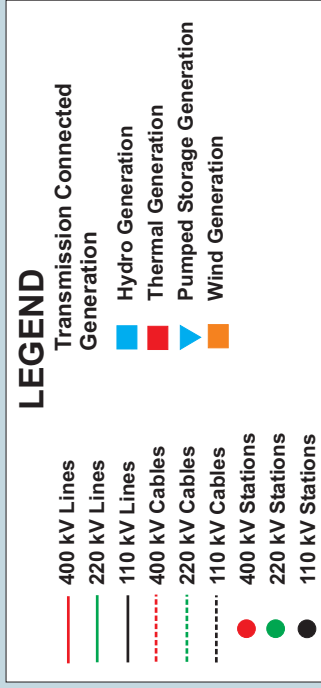 LEGEND
400 kV Lines
220 kV Lines
110 kV Lines
400 kV Cables
220 kV Cables
110 kV Cables
400 kV Stations
220 kV Stations
110 kV Stations
Transmission Connected
Generation
Hydro Generation
Thermal Generation
Pumped Storage Generation
Wind Generation